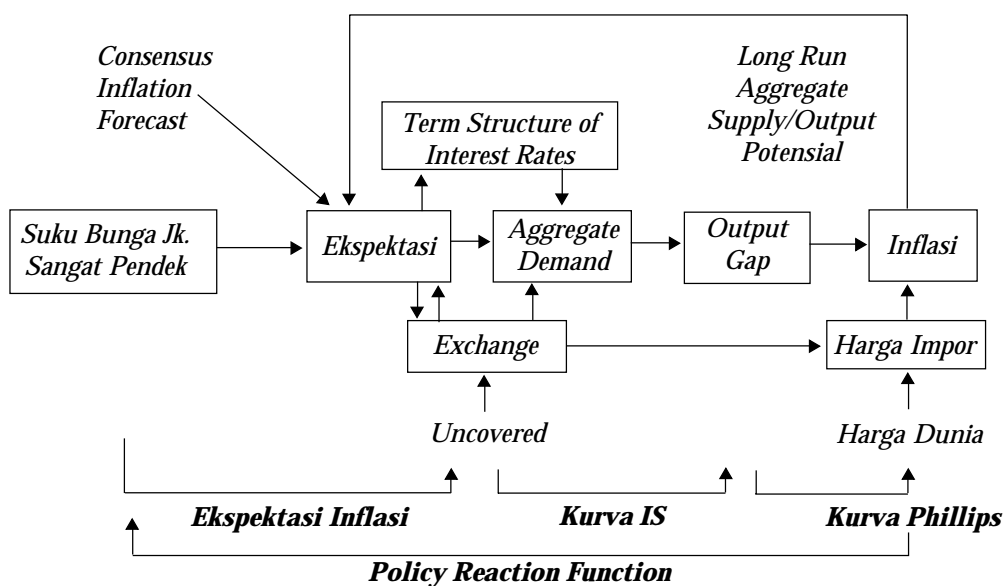 Consensus
Inflation
Forecast
Long Run
Aggregate
Supply/Output
Potensial
Term Structure of
Interest Rates
Suku Bunga Jk.
Sangat Pendek
Ekspektasi
Aggregate
Demand
Output
Gap
Inflasi
Exchange
Harga Impor
Uncovered
Harga Dunia
Ekspektasi Inflasi
Kurva IS
Kurva Phillips
Policy Reaction Function